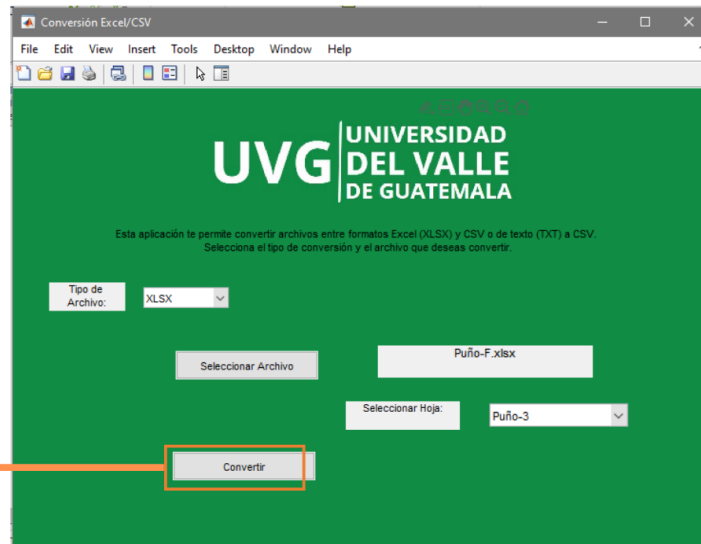 Conversión Excel/CSV
File Edit View Insert Tools Desktop Window Help
UVG
UNIVERSIDAD
DEL VALLE
DE GUATEMALA
Esta aplicación te permite convertir archivos entre formatos Excel (XLSX) y CSV o de texto (TXT) a CSV.
Selecciona el tipo de conversión y el archivo que deseas convertir.
Tipo de
Archivo:
XLSX
Seleccionar Archivo
Puño-F.xlsx
Seleccionar Hoja:
Puño-3
Convertir